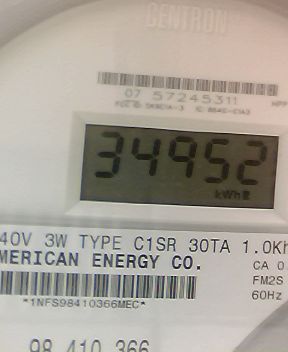 CENTRON
07 57245311
34952
kWh
40V 3W TYPE C1SR 30TA 1.0Kh
MERICAN ENERGY CO.
CA 0
FM2S
*1NFS98410366MEC*
60Hz
98 410 366